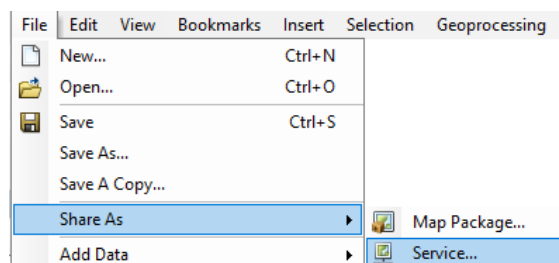 File Edit View Bookmarks Insert Selection Geoprocessing
New... Ctrl+N
Open... Ctrl+O
Save Ctrl+S
Save As...
Save A Copy...
Share As Map Package...
Add Data Service...